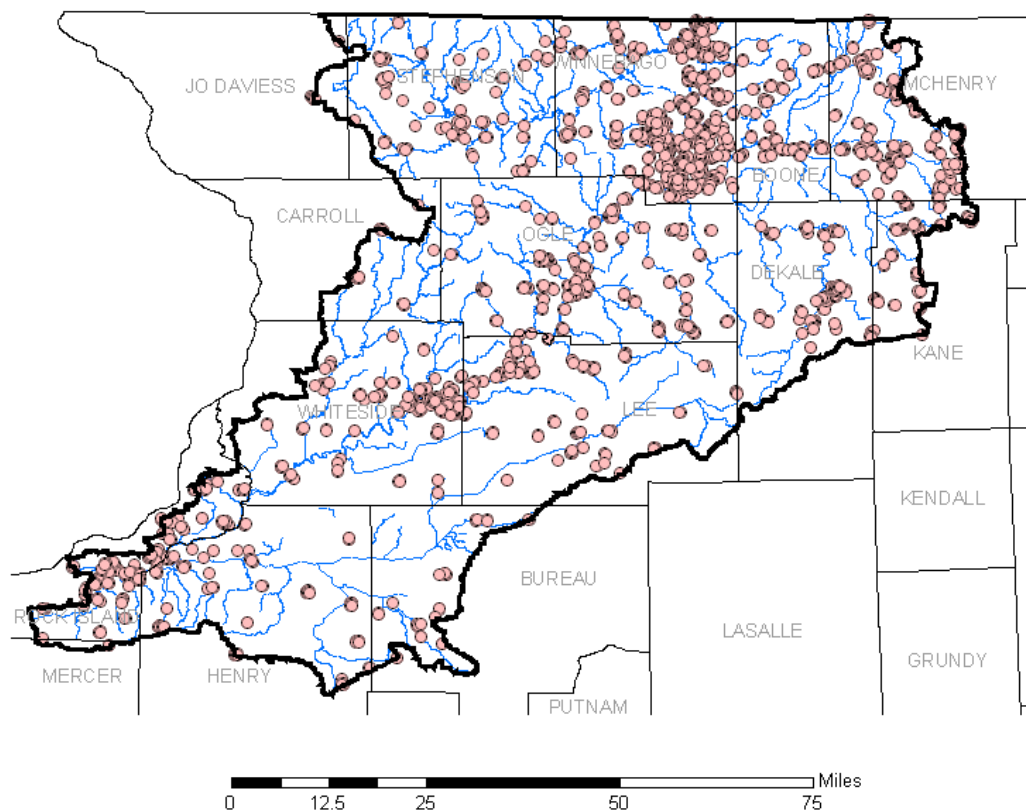 STEPHENSON
WINNEBAGO
JO DAVIESS
MCHENRY
BOONE
CARROLL
OGLE
DEKALB
KANE
WHITESIDE
LEE
KENDALL
BUREAU
ROCK ISLAND
LASALLE
GRUNDY
MERCER
HENRY
PUTNAM
Miles
0 12.5 25 50 75